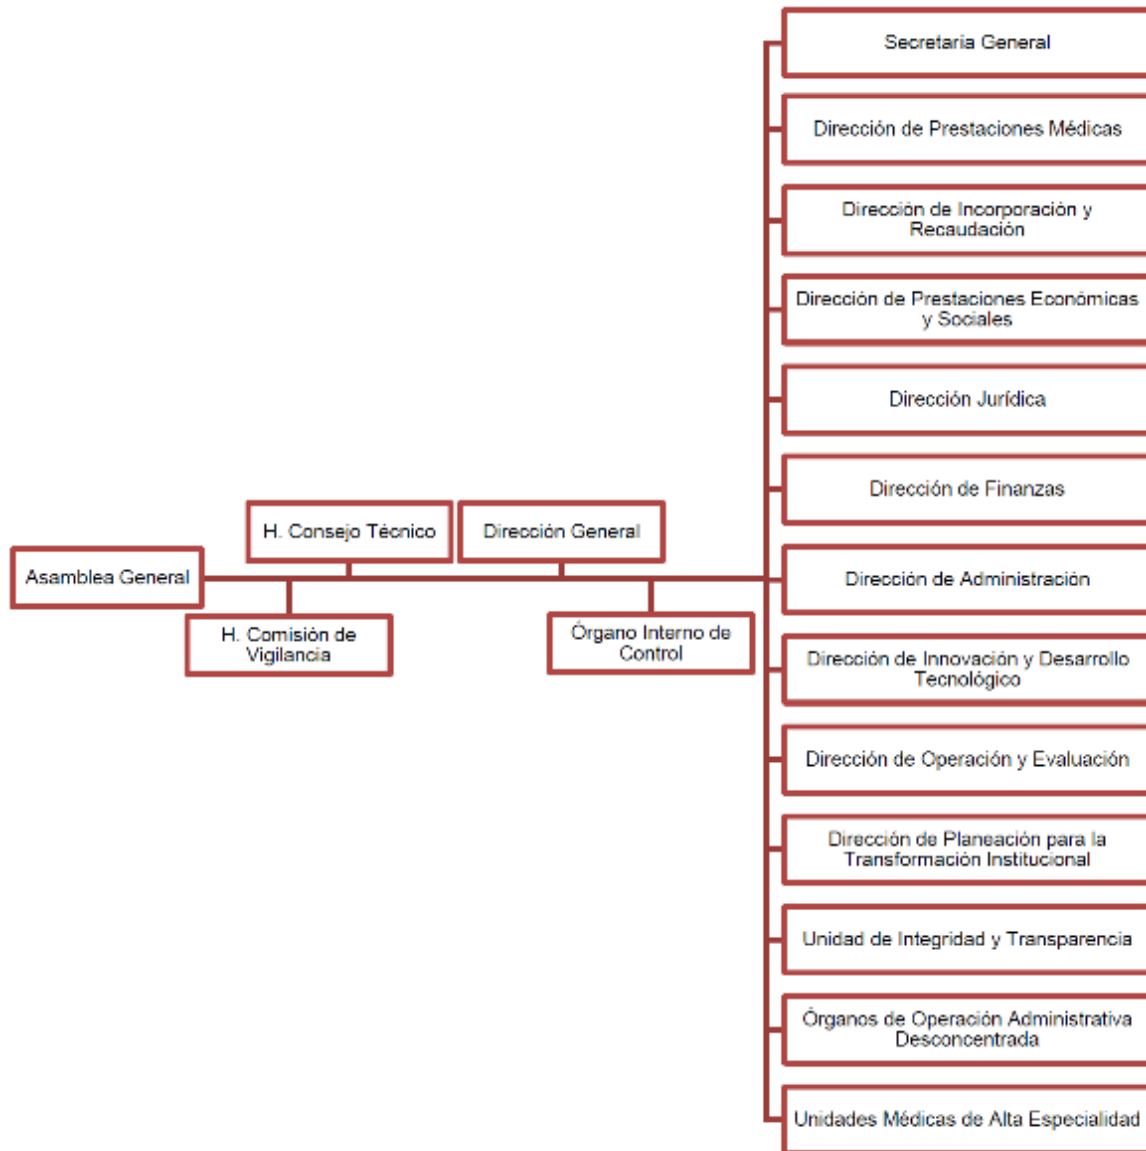 Secretaria General
Dirección de Prestaciones Médicas
Dirección de Incorporación y
Recaudación
Dirección de Prestaciones Económicas
y Sociales
Dirección Jurídica
Dirección de Finanzas
H. Consejo Técnico
Dirección General
Asamblea General
Dirección de Administración
H. Comisión de
Vigilancia
Órgano Interno de
Control
Dirección de Innovación y Desarrollo
Tecnológico
Dirección de Operación y Evaluación
Dirección de Planeación para la
Transformación Institucional
Unidad de Integridad y Transparencia
Órganos de Operación Administrativa
Desconcentrada
Unidades Médicas de Alta Especialidad